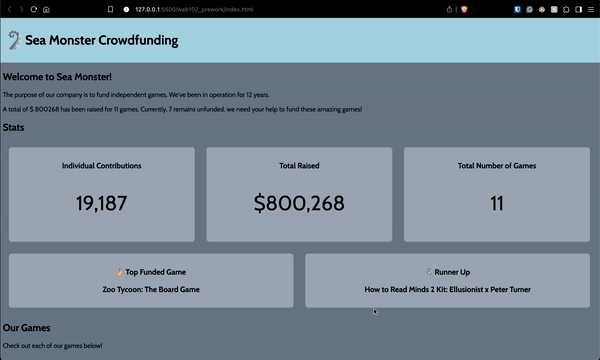 127.0.0.1:5500/web102_prework/index.html
Sea Monster Crowdfunding
Welcome to Sea Monster!
The purpose of our company is to fund independent games. We've been in operation for 12 years.
A total of $ 800268 has been raised for 11 games. Currently, 7 remains unfunded, we need your help to fund these amazing games!
Stats
Individual Contributions
19,187
Total Raised
$800,268
Total Number of Games
11
Top Funded Game
Zoo Tycoon: The Board Game
Runner Up
How to Read Minds 2 Kit: Ellusionist x Peter Turner
Our Games
Check out each of our games below!